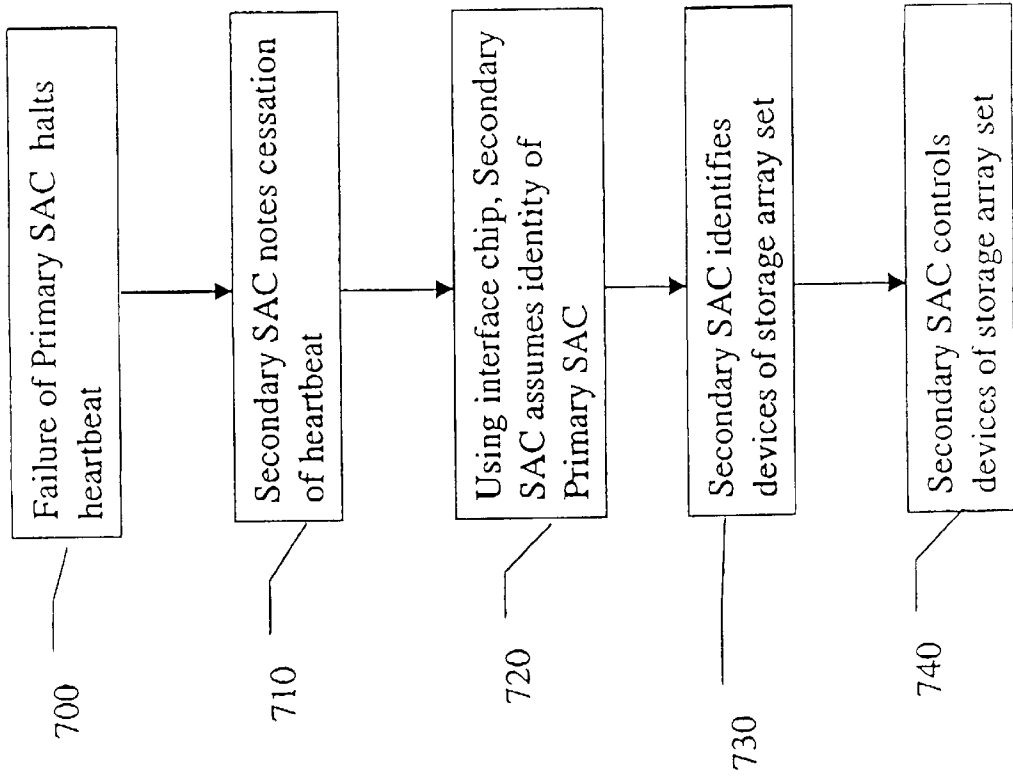 700
Failure of Primary SAC halts
heartbeat
710
Secondary SAC notes cessation
of heartbeat
720
Using interface chip, Secondary
SAC assumes identity of
Primary SAC
730
Secondary SAC identifies
devices of storage array set
740
Secondary SAC controls
devices of storage array set